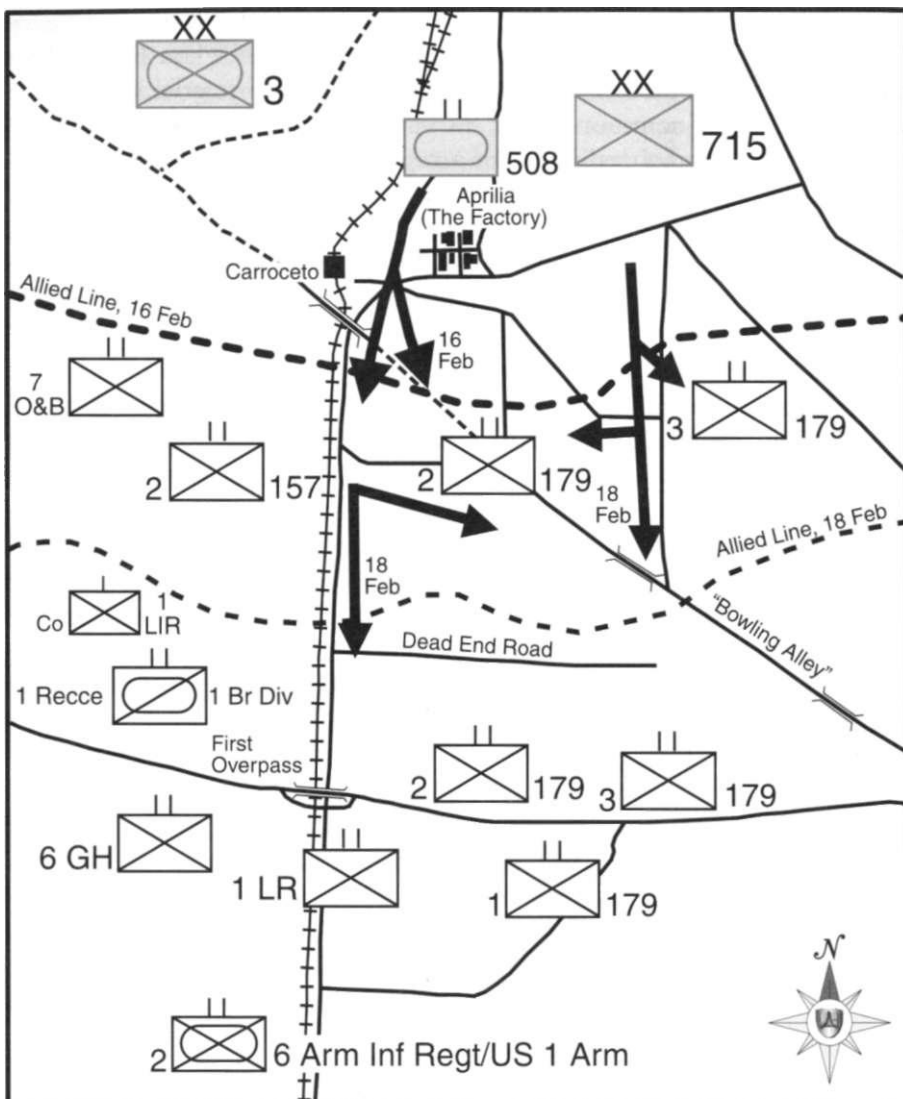 XX
3
508
XX
715
Aprilia
(The Factory)
Carroceto
Allied Line, 16 Feb
16
Feb
7
O&B
3
179
2
157
2
179
18
Feb
Allied Line, 18 Feb
18
Feb
1
Co
LIR
Dead End Road
"Bowling Alley"
1 Recce
1 Br Div
First
Overpass
2
179
3
179
6 GH
1 LR
1
179
N
2
6 Arm Inf Regt/US 1 Arm